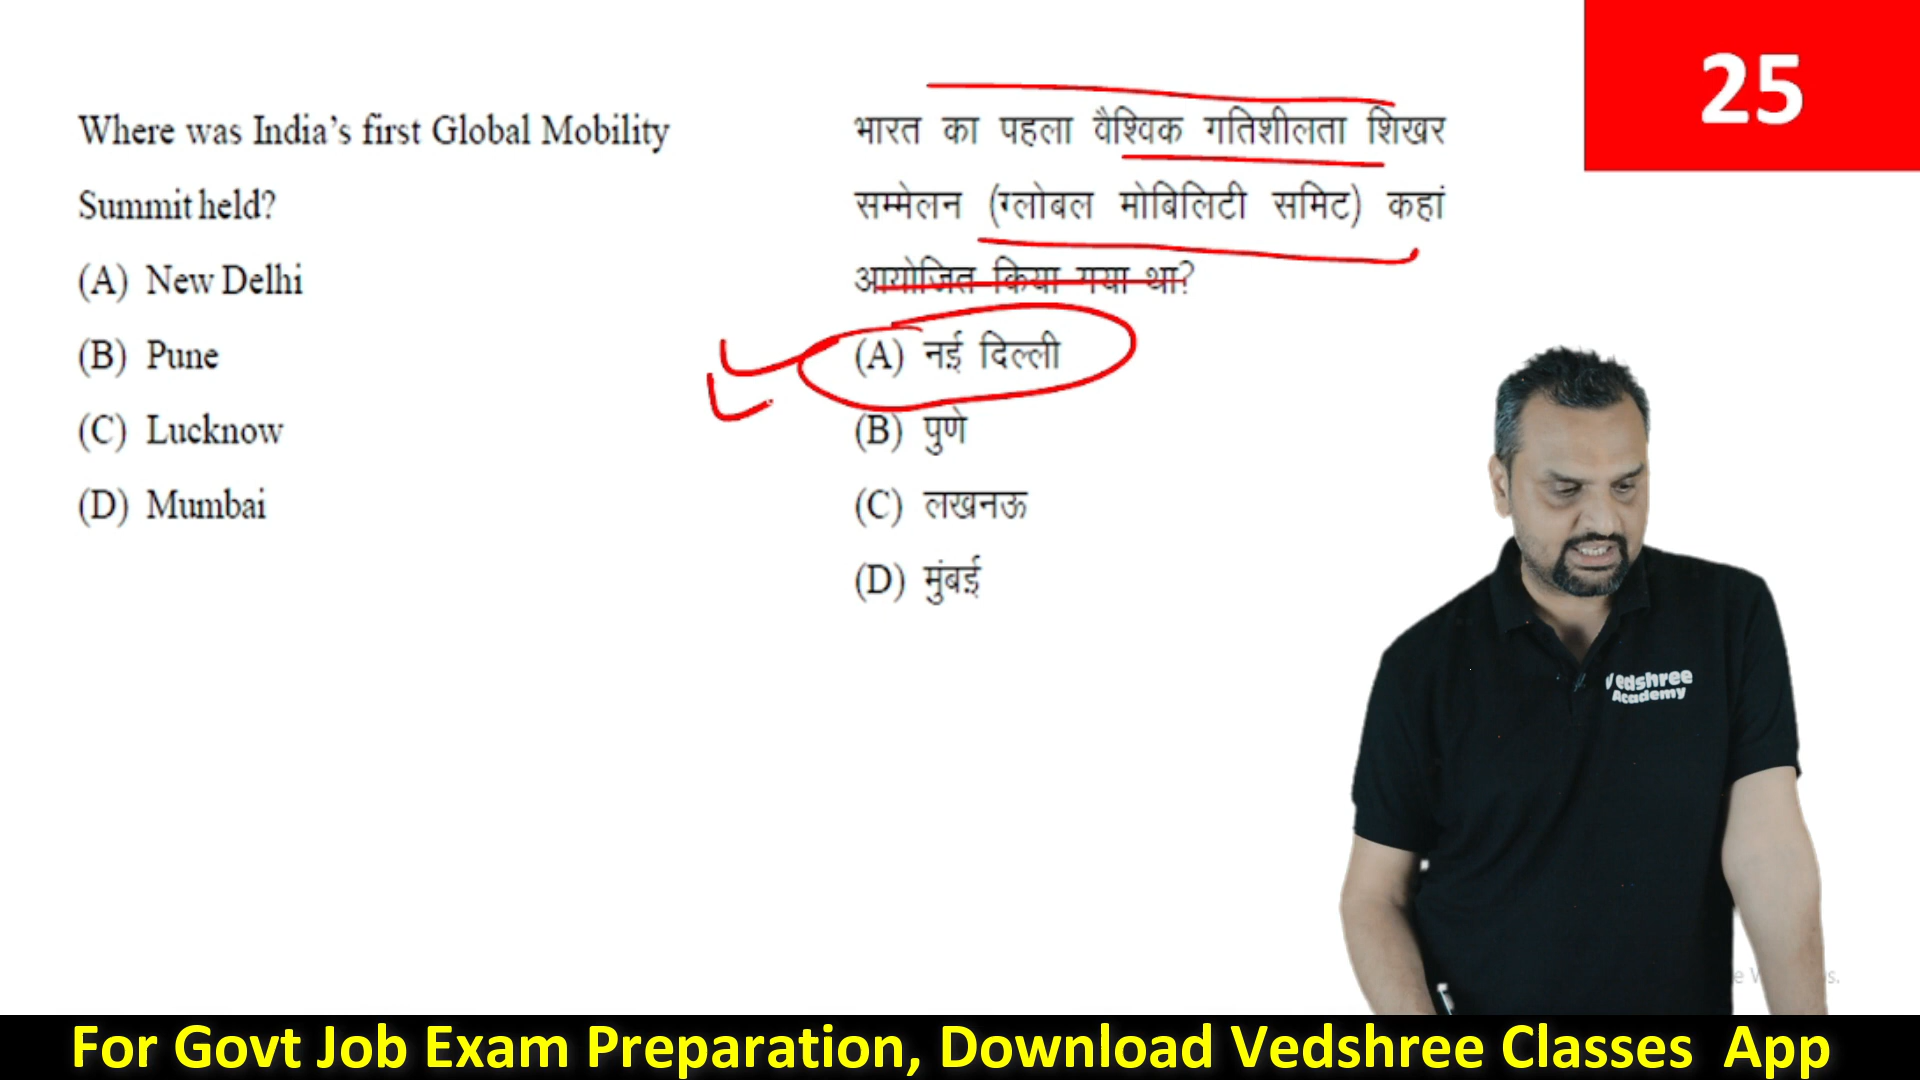 25
Where was India’s first Global Mobility
Summit held?
(A) New Delhi
(B) Pune
(C) Lucknow
(D) Mumbai
भारत का पहला वैश्विक गतिशीलता शिखर
सम्मेलन (ग्लोबल मोबिलिटी समिट) कहां
आयोजित किया गया था?
(A) नई दिल्ली
(B) पुणे
(C) लखनऊ
(D) मुंबई
Vedshree
Academy
For Govt Job Exam Preparation, Download Vedshree Classes App